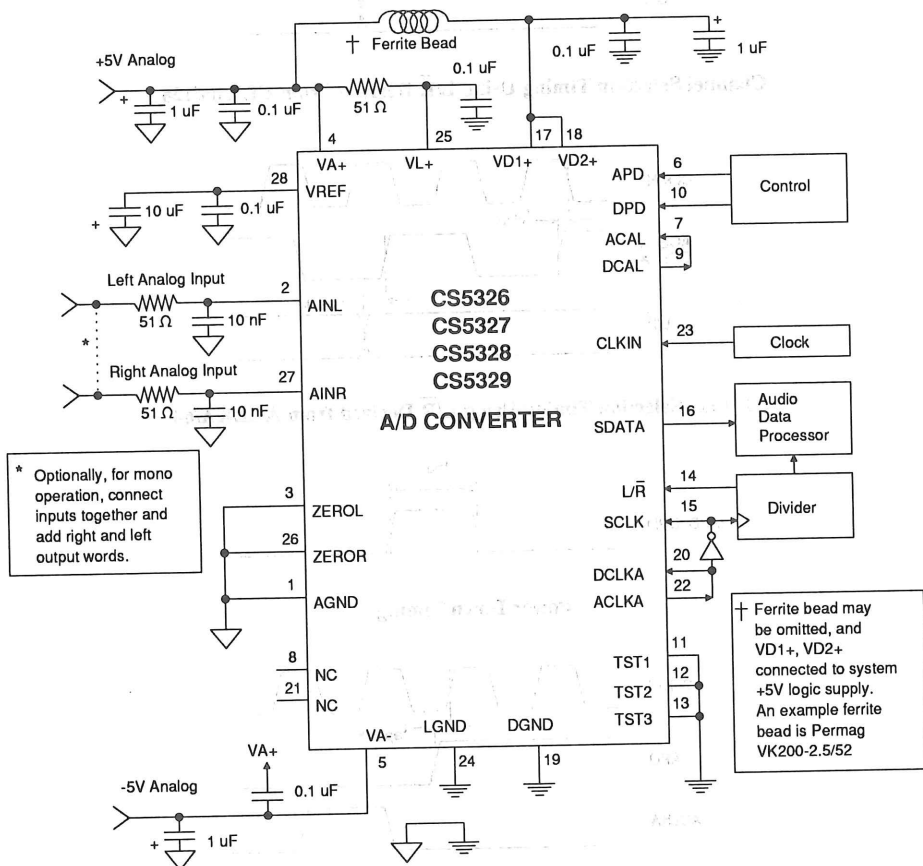 † Ferrite Bead
0.1 uF
+
1 uF
+5V Analog
+
1 uF
0.1 uF
51 Ω
0.1 uF
4
25
17
18
VA+
VL+
VD1+
VD2+
28
VREF
+
10 uF
0.1 uF
6
APD
10
DPD
Control
7
ACAL
9
DCAL
Left Analog Input
2
AINL
51 Ω
10 nF
*
Right Analog Input
27
AINR
51 Ω
10 nF
CS5326
CS5327
CS5328
CS5329
A/D CONVERTER
23
CLKIN
Clock
16
SDATA
Audio
Data
Processor
14
L/R̅
15
SCLK
Divider
20
DCLKA
22
ACLKA
* Optionally, for mono
operation, connect
inputs together and
add right and left
output words.
3
ZEROL
26
ZEROR
1
AGND
8
NC
21
NC
11
TST1
12
TST2
13
TST3
† Ferrite bead may
be omitted, and
VD1+, VD2+
connected to system
+5V logic supply.
An example ferrite
bead is Permag
VK200-2.5/52
VA-
LGND
DGND
5
24
19
VA+
0.1 uF
-5V Analog
+
1 uF